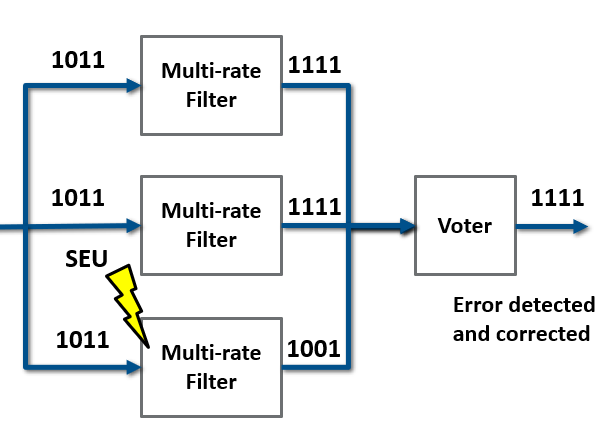 1011
Multi-rate
Filter
1111
1011
Multi-rate
Filter
1111
Voter
1111
SEU
Error detected
and corrected
1011
Multi-rate
Filter
1001